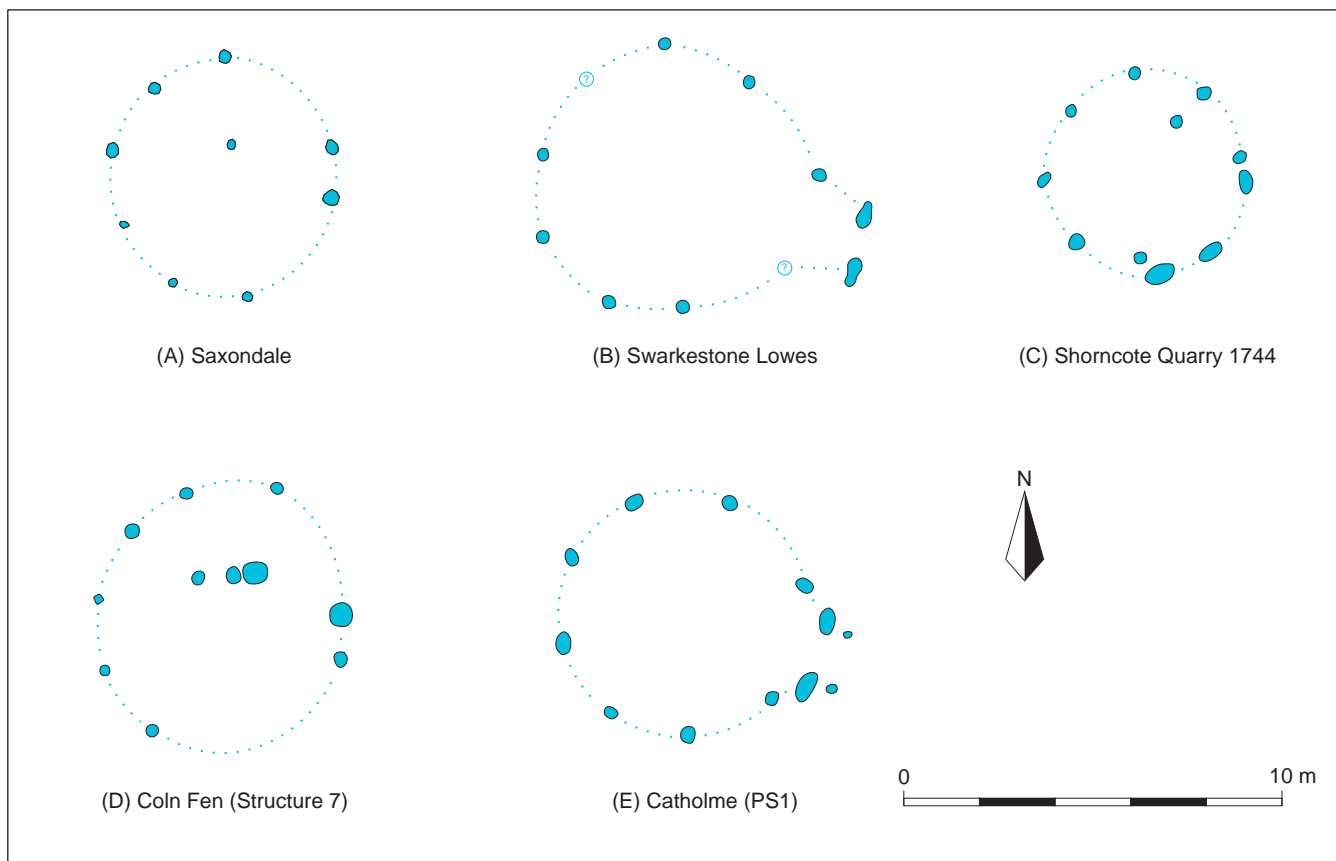 ?
?
(A) Saxondale
(B) Swarkestone Lowes
(C) Shorncote Quarry 1744
N
0
10 m
(D) Coln Fen (Structure 7)
(E) Catholme (PS1)